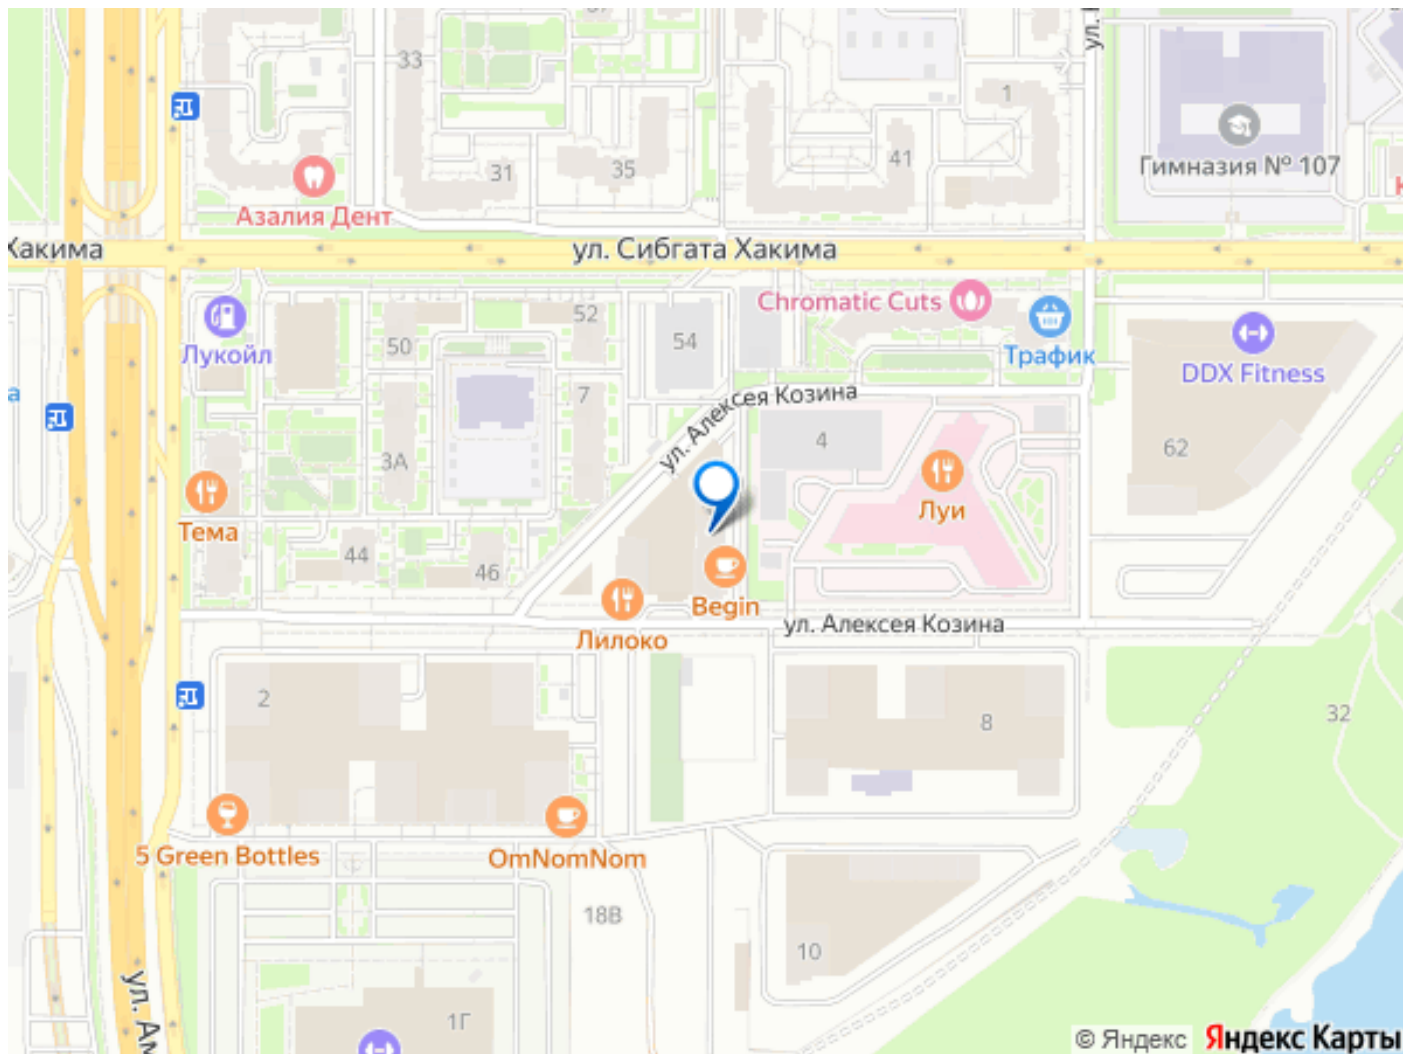 33
1
31
35
41
Гимназия № 107
Азалия Дент
Хакима
ул. Сибгата Хакима
Chromatic Cuts
52
50
54
Лукойл
Трафик
DDX Fitness
7
ул. Алексея Козина
4
3А
62
Тема
Луи
44
46
Begin
Лилоко
ул. Алексея Козина
2
8
32
5 Green Bottles
OmNomNom
18В
10
ул. Ам
1Г
© Яндекс Яндекс Карты